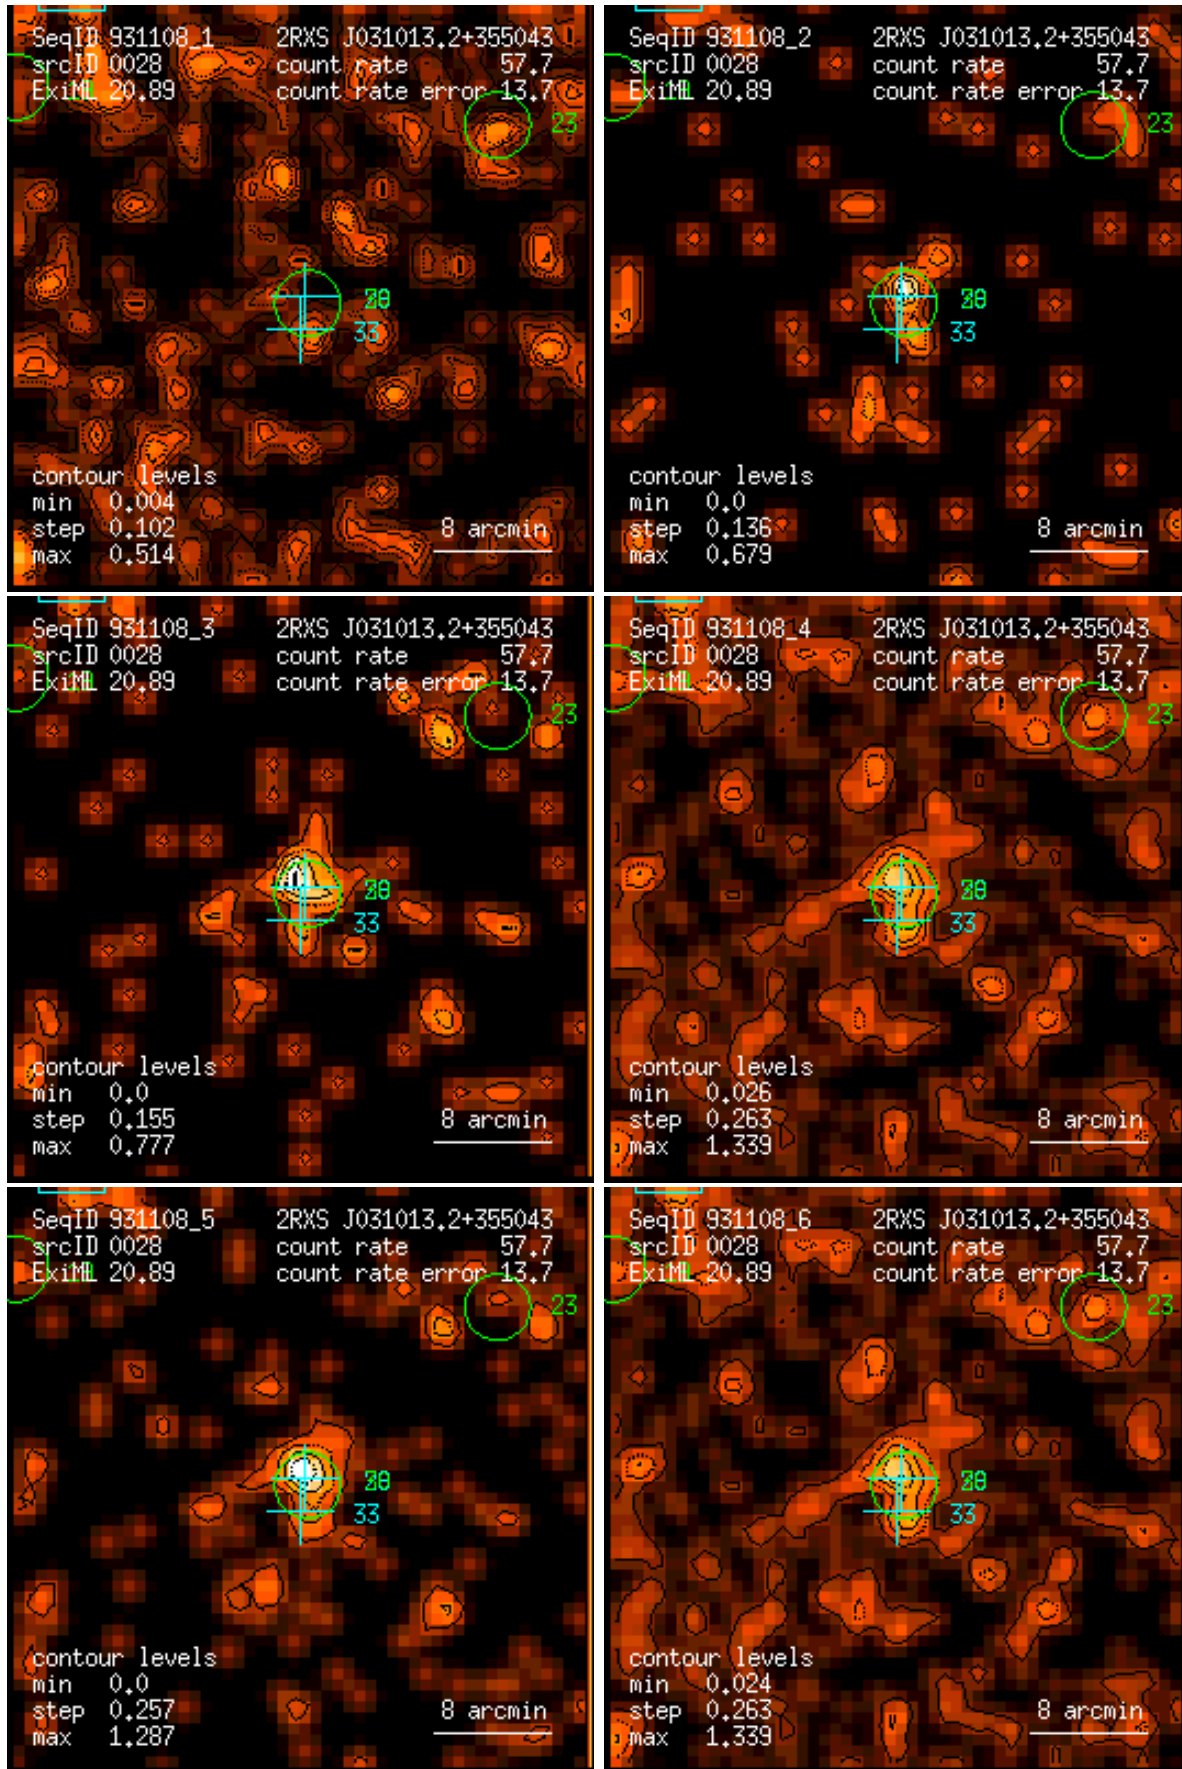 SeqID 931108_1 2RXS J031013.2+355043
srcID 0028 count rate 57.7
ExiML 20.89 count rate error 13.7
23
33
contour levels
min 0.004
step 0.102 8 arcmin
max 0.514
SeqID 931108_2 2RXS J031013.2+355043
srcID 0028 count rate 57.7
ExiML 20.89 count rate error 13.7
23
33
contour levels
min 0.0
step 0.136 8 arcmin
max 0.679
SeqID 931108_3 2RXS J031013.2+355043
srcID 0028 count rate 57.7
ExiML 20.89 count rate error 13.7
23
33
contour levels
min 0.0
step 0.155 8 arcmin
max 0.777
SeqID 931108_4 2RXS J031013.2+355043
srcID 0028 count rate 57.7
ExiML 20.89 count rate error 13.7
23
33
contour levels
min 0.026
step 0.263 8 arcmin
max 1.339
SeqID 931108_5 2RXS J031013.2+355043
srcID 0028 count rate 57.7
ExiML 20.89 count rate error 13.7
23
33
contour levels
min 0.0
step 0.257 8 arcmin
max 1.287
SeqID 931108_6 2RXS J031013.2+355043
srcID 0028 count rate 57.7
ExiML 20.89 count rate error 13.7
23
33
contour levels
min 0.024
step 0.263 8 arcmin
max 1.339